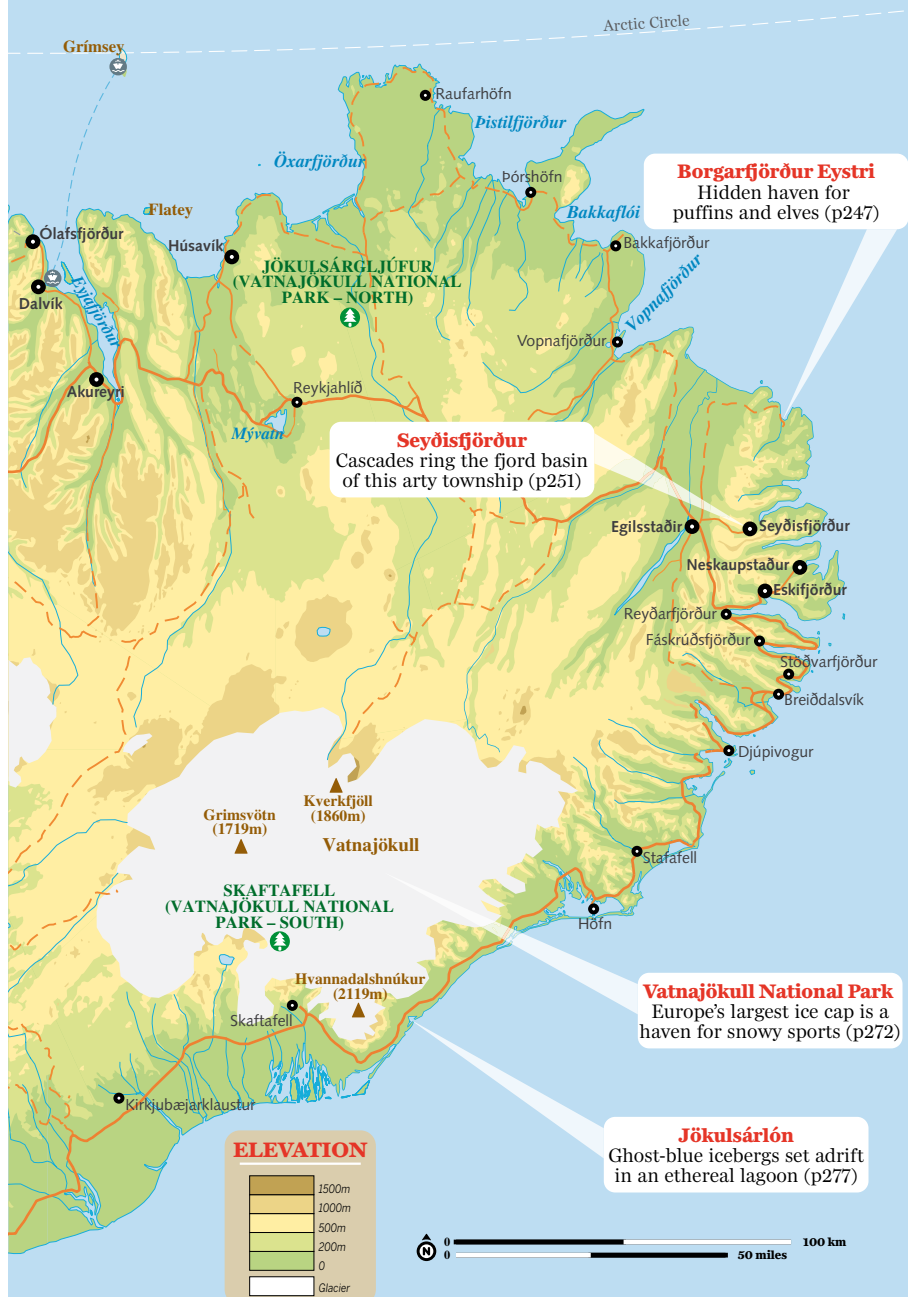 Arctic Circle
Grímsey
Raufarhöfn
Þistilfjörður
Öxarfjörður
Þórshöfn
Borgarfjörður Eystri
Hidden haven for
puffins and elves (p247)
Flatey
Bakkaflói
Ólafsfjörður
Húsavík
Bakkafjörður
JÖKULSÁRGLJÚFUR
(VATNAJÖKULL NATIONAL
PARK – NORTH)
Dalvík
Eyjafjörður
Vopnafjörður
Vopnafjörður
Akureyri
Reykjahlíð
Mývatn
Seyðisfjörður
Cascades ring the fjord basin
of this arty township (p251)
Egilsstaðir
Seyðisfjörður
Neskaupstaður
Eskifjörður
Reyðarfjörður
Fáskrúðsfjörður
Stöðvarfjörður
Breiðdalsvík
Djúpivogur
Kverkfjöll
(1860m)
Grimsvötn
(1719m)
Vatnajökull
Stafafell
SKAFTAFELL
(VATNAJÖKULL NATIONAL
PARK – SOUTH)
Höfn
Hvannadalshnúkur
(2119m)
Vatnajökull National Park
Europe's largest ice cap is a
haven for snowy sports (p272)
Skaftafell
Kirkjubæjarklaustur
Jökulsárlón
Ghost-blue icebergs set adrift
in an ethereal lagoon (p277)
ELEVATION
1500m
1000m
500m
200m
0
Glacier
N
0 100 km
0 50 miles